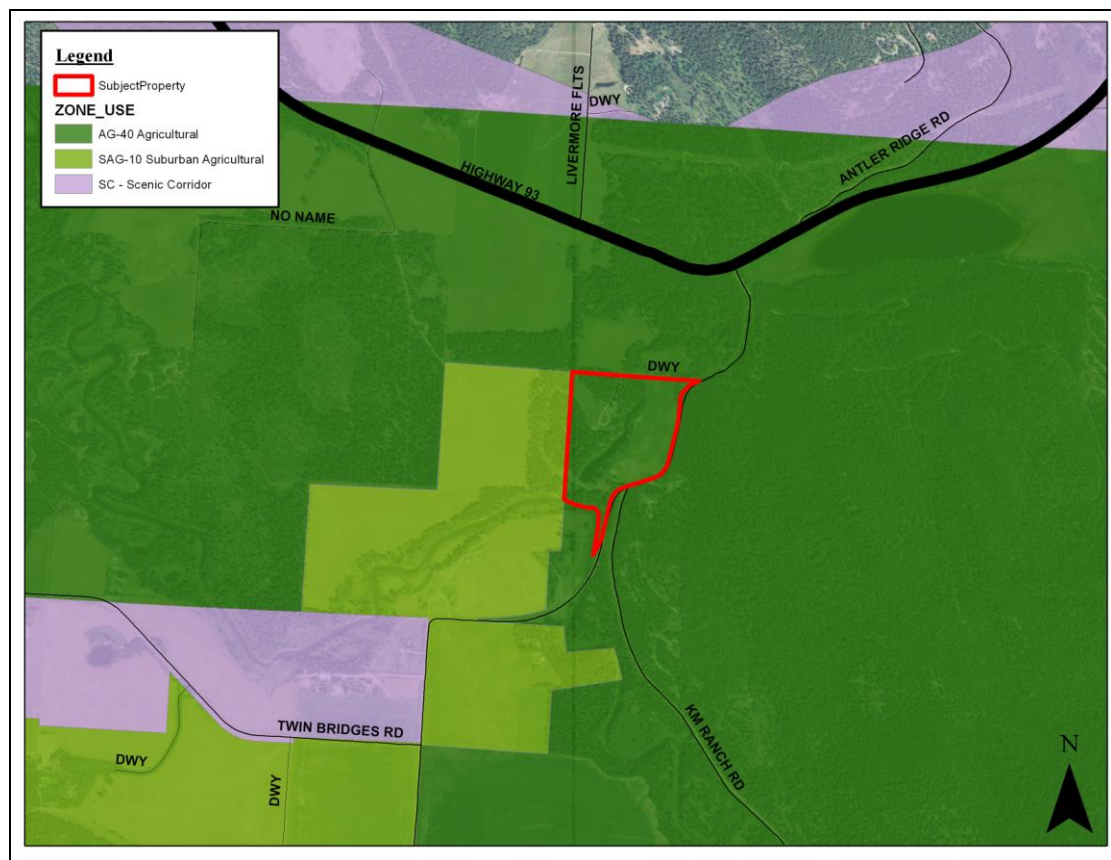 Legend
SubjectProperty
ZONE_USE
AG-40 Agricultural
SAG-10 Suburban Agricultural
SC - Scenic Corridor
LIVERMORE FLTS
DWY
ANTLER RIDGE RD
HIGHWAY 93
NO NAME
DWY
TWIN BRIDGES RD
KM RANCH RD
DWY
DWY
N